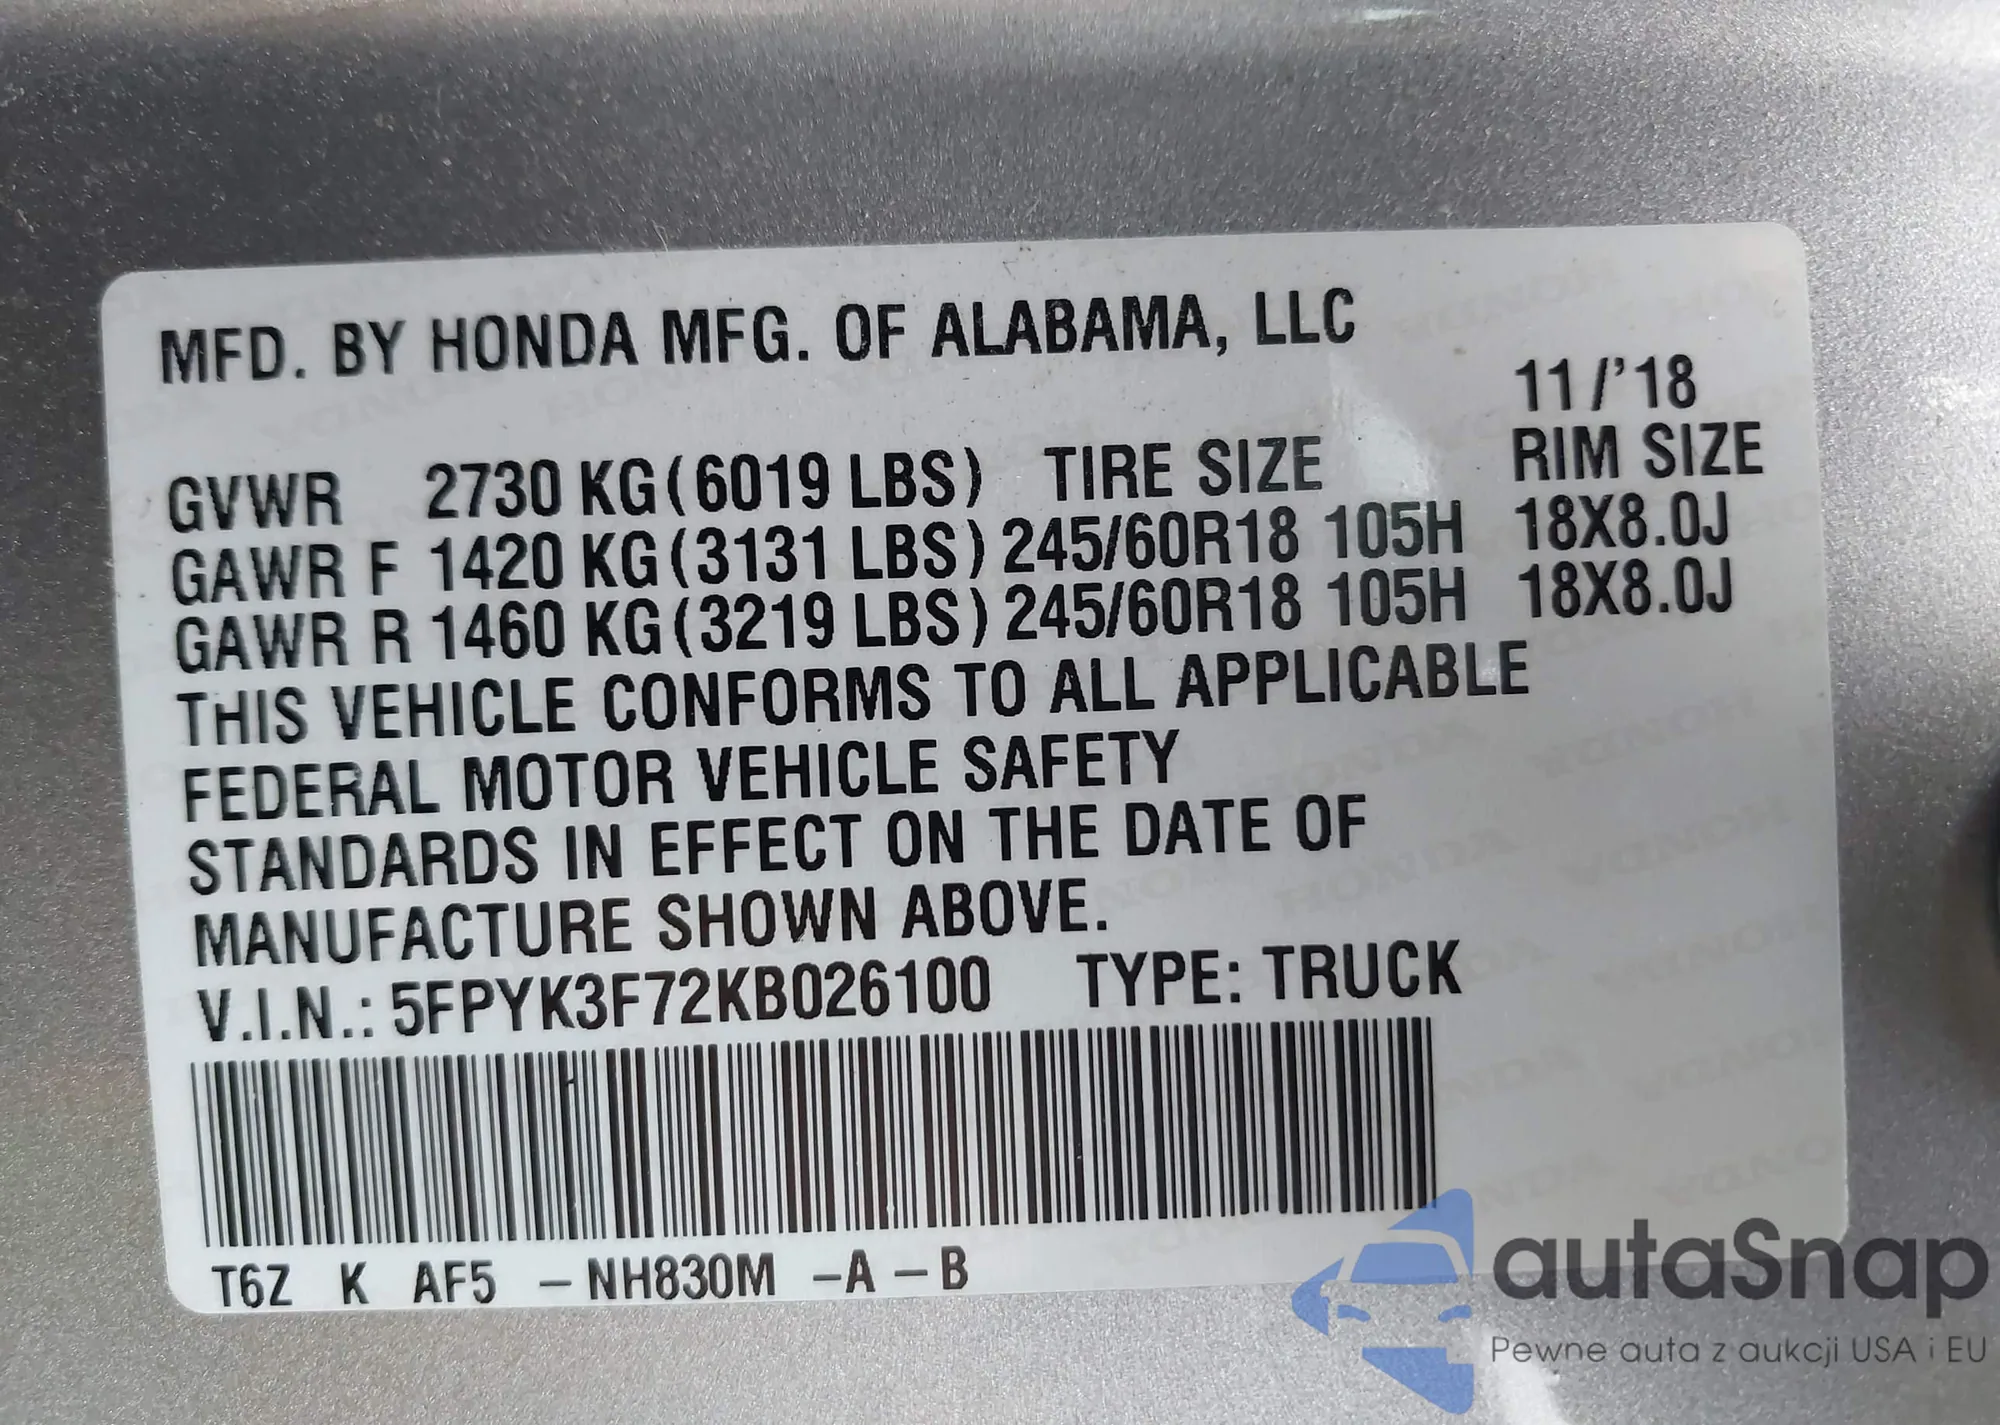 MFD. BY HONDA MFG. OF ALABAMA, LLC
11/'18
GVWR 2730 KG(6019 LBS) TIRE SIZE RIM SIZE
GAWR F 1420 KG(3131 LBS) 245/60R18 105H 18X8.0J
GAWR R 1460 KG(3219 LBS) 245/60R18 105H 18X8.0J
THIS VEHICLE CONFORMS TO ALL APPLICABLE
FEDERAL MOTOR VEHICLE SAFETY
STANDARDS IN EFFECT ON THE DATE OF
MANUFACTURE SHOWN ABOVE.
V.I.N.: 5FPYK3F72KB026100 TYPE: TRUCK
T6Z K AF5 -NH830M -A -B
autaSnap
Pewne auta z aukcji USA i EU